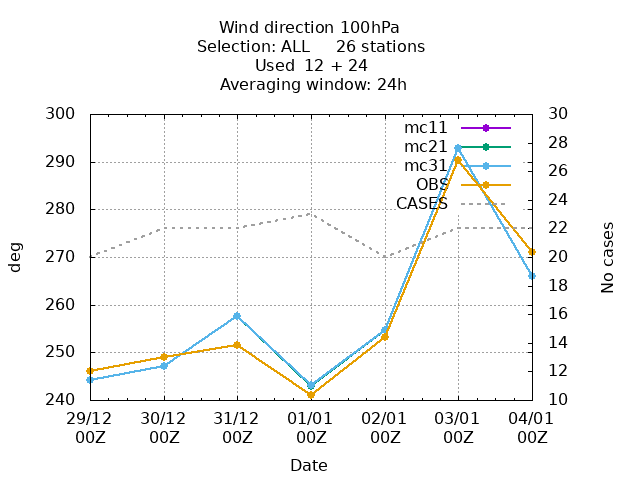 Wind direction 100hPa
Selection: ALL     26 stations
Used  12 + 24
Averaging window: 24h
300
290
280
270
260
250
240
deg
30
28
26
24
22
20
18
16
14
12
10
No cases
mc11
mc21
mc31
OBS
CASES
29/12 30/12 31/12 01/01 02/01 03/01 04/01
00Z 00Z 00Z 00Z 00Z 00Z 00Z
Date